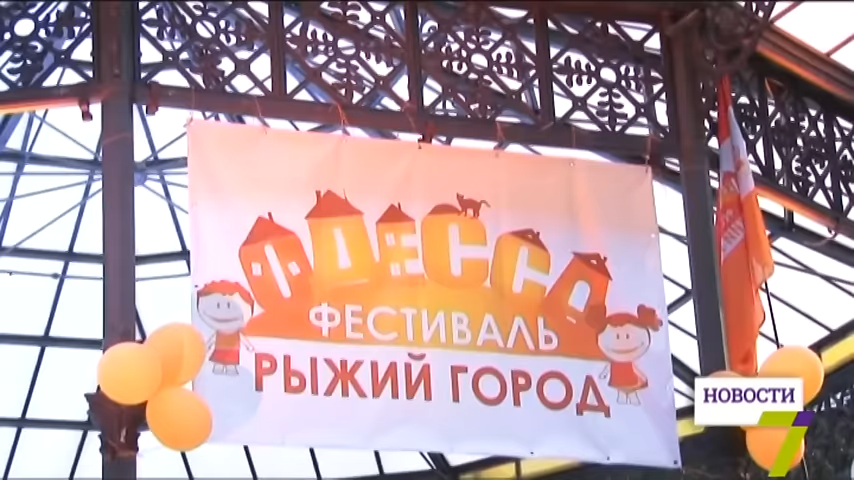 ОДЕССА
ФЕСТИВАЛЬ
РЫЖИЙ ГОРОД
НОВОСТИ
7